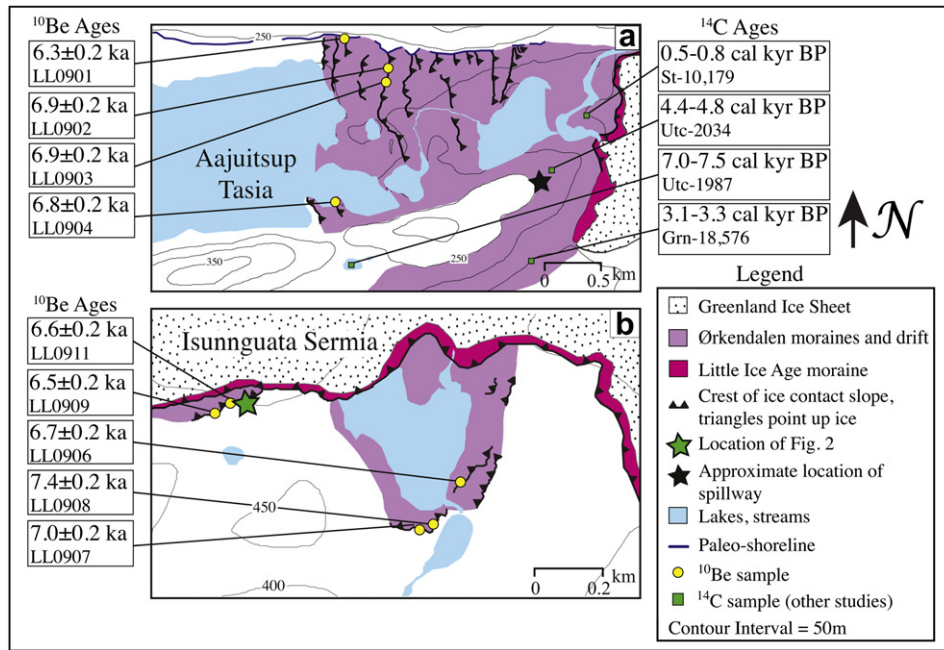 ¹⁰Be Ages
6.3±0.2 ka
LL0901
6.9±0.2 ka
LL0902
6.9±0.2 ka
LL0903
6.8±0.2 ka
LL0904
250
a
Aajuitsup
Tasia
350
250
0
0.5
km
¹⁴C Ages
0.5-0.8 cal kyr BP
St-10,179
4.4-4.8 cal kyr BP
Utc-2034
7.0-7.5 cal kyr BP
Utc-1987
3.1-3.3 cal kyr BP
Grn-18,576
N
¹⁰Be Ages
6.6±0.2 ka
LL0911
6.5±0.2 ka
LL0909
6.7±0.2 ka
LL0906
7.4±0.2 ka
LL0908
7.0±0.2 ka
LL0907
b
Isunnguata Sermia
450
400
0
0.2
km
Legend
Greenland Ice Sheet
Ørkendalen moraines and drift
Little Ice Age moraine
Crest of ice contact slope,
triangles point up ice
Location of Fig. 2
Approximate location of
spillway
Lakes, streams
Paleo-shoreline
¹⁰Be sample
¹⁴C sample (other studies)
Contour Interval = 50m